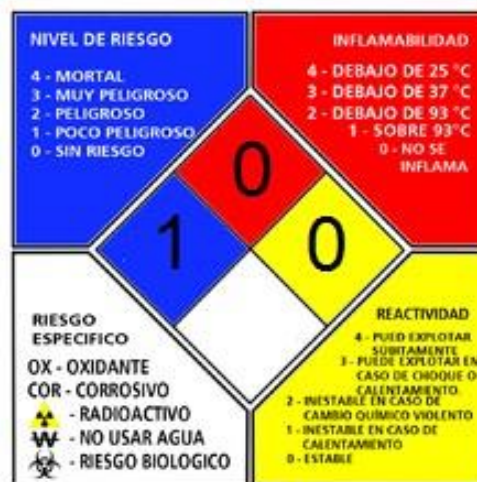 NIVEL DE RIESGO
4 - MORTAL
3 - MUY PELIGROSO
2 - PELIGROSO
1 - POCO PELIGROSO
0 - SIN RIESGO
INFLAMABILIDAD
4 - DEBAJO DE 25 °C
3 - DEBAJO DE 37 °C
2 - DEBAJO DE 93 °C
1 - SOBRE 93°C
0 - NO SE
INFLAMA
0
1
0
RIESGO
ESPECIFICO
OX - OXIDANTE
COR - CORROSIVO
- RADIOACTIVO
W - NO USAR AGUA
- RIESGO BIOLOGICO
REACTIVIDAD
4 - PUED EXPLOTAR
SUBITAMENTE
3 - PUEDE EXPLOTAR EN
CASO DE CHOQUE O
CALENTAMIENTO.
2 - INESTABLE EN CASO DE
CAMBIO QUÍMICO VIOLENTO
1 - INESTABLE EN CASO DE
CALENTAMIENTO
0 - ESTABLE